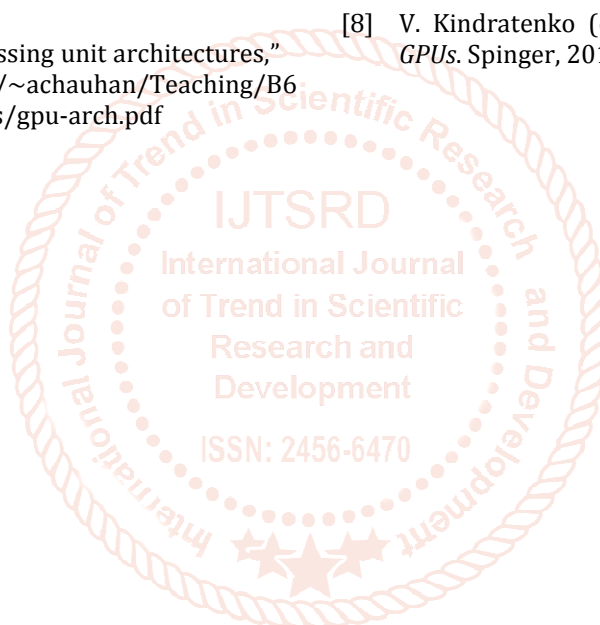 ssing unit architectures,”
/~achauhan/Teaching/B6
s/gpu-arch.pdf
[8] V. Kindratenko (
GPUs. Spinger, 201
International Journal of Trend in Scientific Research and Development
IJTSRD
International Journal
of Trend in Scientific
Research and
Development
ISSN: 2456-6470